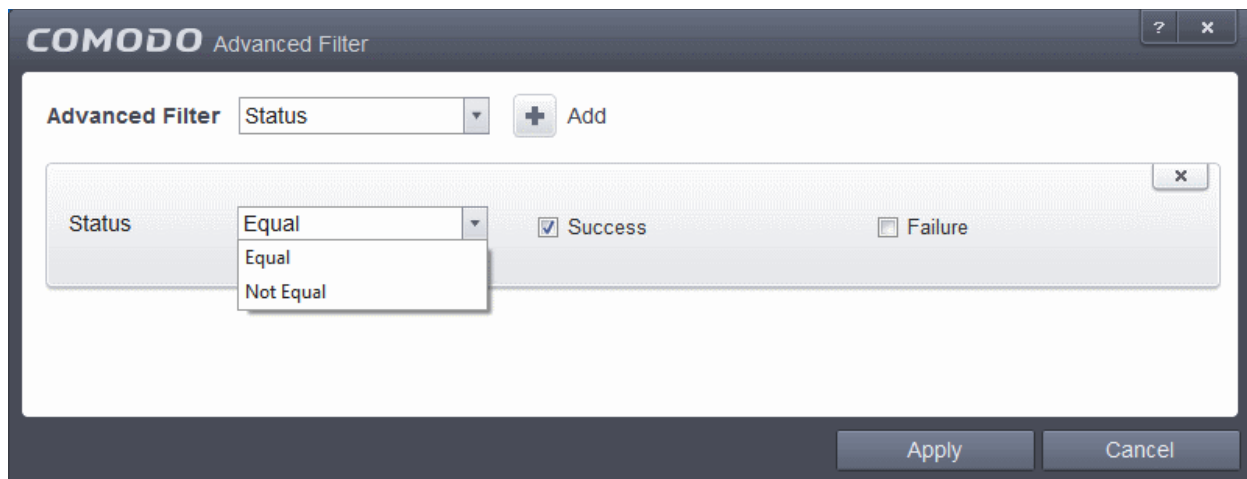 COMODO Advanced Filter
? x
Advanced Filter Status Add
x
Status Equal Success Failure
Equal
Not Equal
Apply Cancel